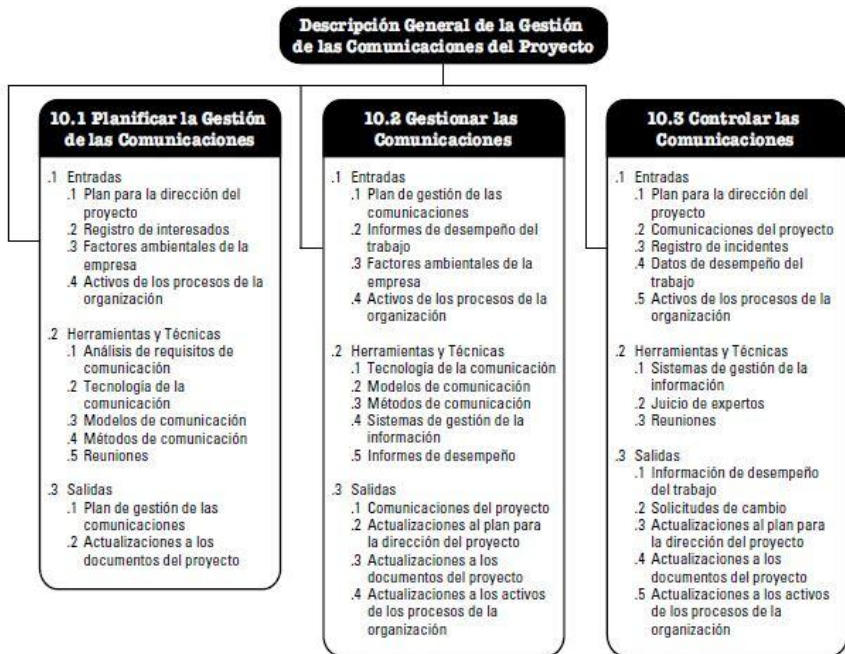 Descripción General de la Gestión
de las Comunicaciones del Proyecto
10.1 Planificar la Gestión
de las Comunicaciones
.1 Entradas
.1 Plan para la dirección del
proyecto
.2 Registro de interesados
.3 Factores ambientales de la
empresa
.4 Activos de los procesos de la
organización
.2 Herramientas y Técnicas
.1 Análisis de requisitos de
comunicación
.2 Tecnología de la
comunicación
.3 Modelos de comunicación
.4 Métodos de comunicación
.5 Reuniones
.3 Salidas
.1 Plan de gestión de las
comunicaciones
.2 Actualizaciones a los
documentos del proyecto
10.2 Gestionar las
Comunicaciones
.1 Entradas
.1 Plan de gestión de las
comunicaciones
.2 Informes de desempeño del
trabajo
.3 Factores ambientales de la
empresa
.4 Activos de los procesos de la
organización
.2 Herramientas y Técnicas
.1 Tecnología de la comunicación
.2 Modelos de comunicación
.3 Métodos de comunicación
.4 Sistemas de gestión de la
información
.5 Informes de desempeño
.3 Salidas
.1 Comunicaciones del proyecto
.2 Actualizaciones al plan para
la dirección del proyecto
.3 Actualizaciones a los
documentos del proyecto
.4 Actualizaciones a los activos
de los procesos de la
organización
10.3 Controlar las
Comunicaciones
.1 Entradas
.1 Plan para la dirección del
proyecto
.2 Comunicaciones del proyecto
.3 Registro de incidentes
.4 Datos de desempeño del
trabajo
.5 Activos de los procesos de la
organización
.2 Herramientas y Técnicas
.1 Sistemas de gestión de la
información
.2 Juicio de expertos
.3 Reuniones
.3 Salidas
.1 Información de desempeño
del trabajo
.2 Solicitudes de cambio
.3 Actualizaciones al plan para
la dirección del proyecto
.4 Actualizaciones a los
documentos del proyecto
.5 Actualizaciones a los activos
de los procesos de la
organización